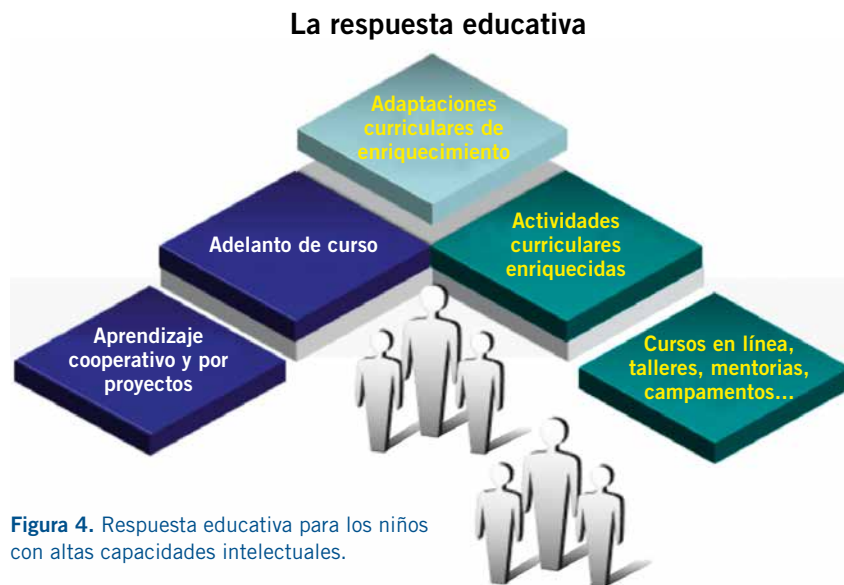 La respuesta educativa
Adaptaciones
curriculares de
enriquecimiento
Adelanto de curso
Actividades
curriculares
enriquecidas
Aprendizaje
cooperativo y por
proyectos
Cursos en línea,
talleres, mentorias,
campamentos...
Figura 4. Respuesta educativa para los niños
con altas capacidades intelectuales.